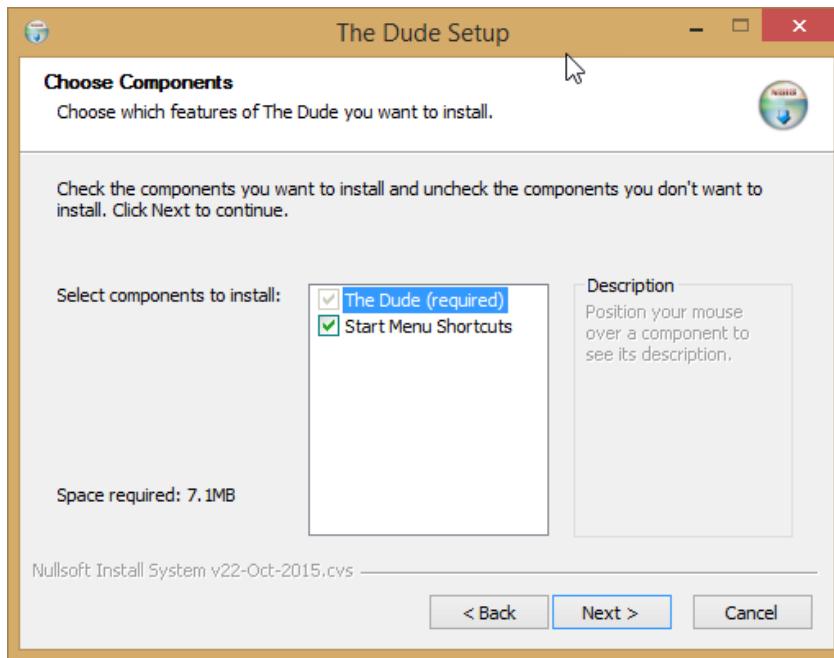 The Dude Setup
Choose Components
Choose which features of The Dude you want to install.
Check the components you want to install and uncheck the components you don't want to
install. Click Next to continue.
Select components to install:
The Dude (required)
Start Menu Shortcuts
Description
Position your mouse
over a component to
see its description.
Space required: 7.1MB
Nullsoft Install System v22-Oct-2015.cvs
< Back
Next >
Cancel